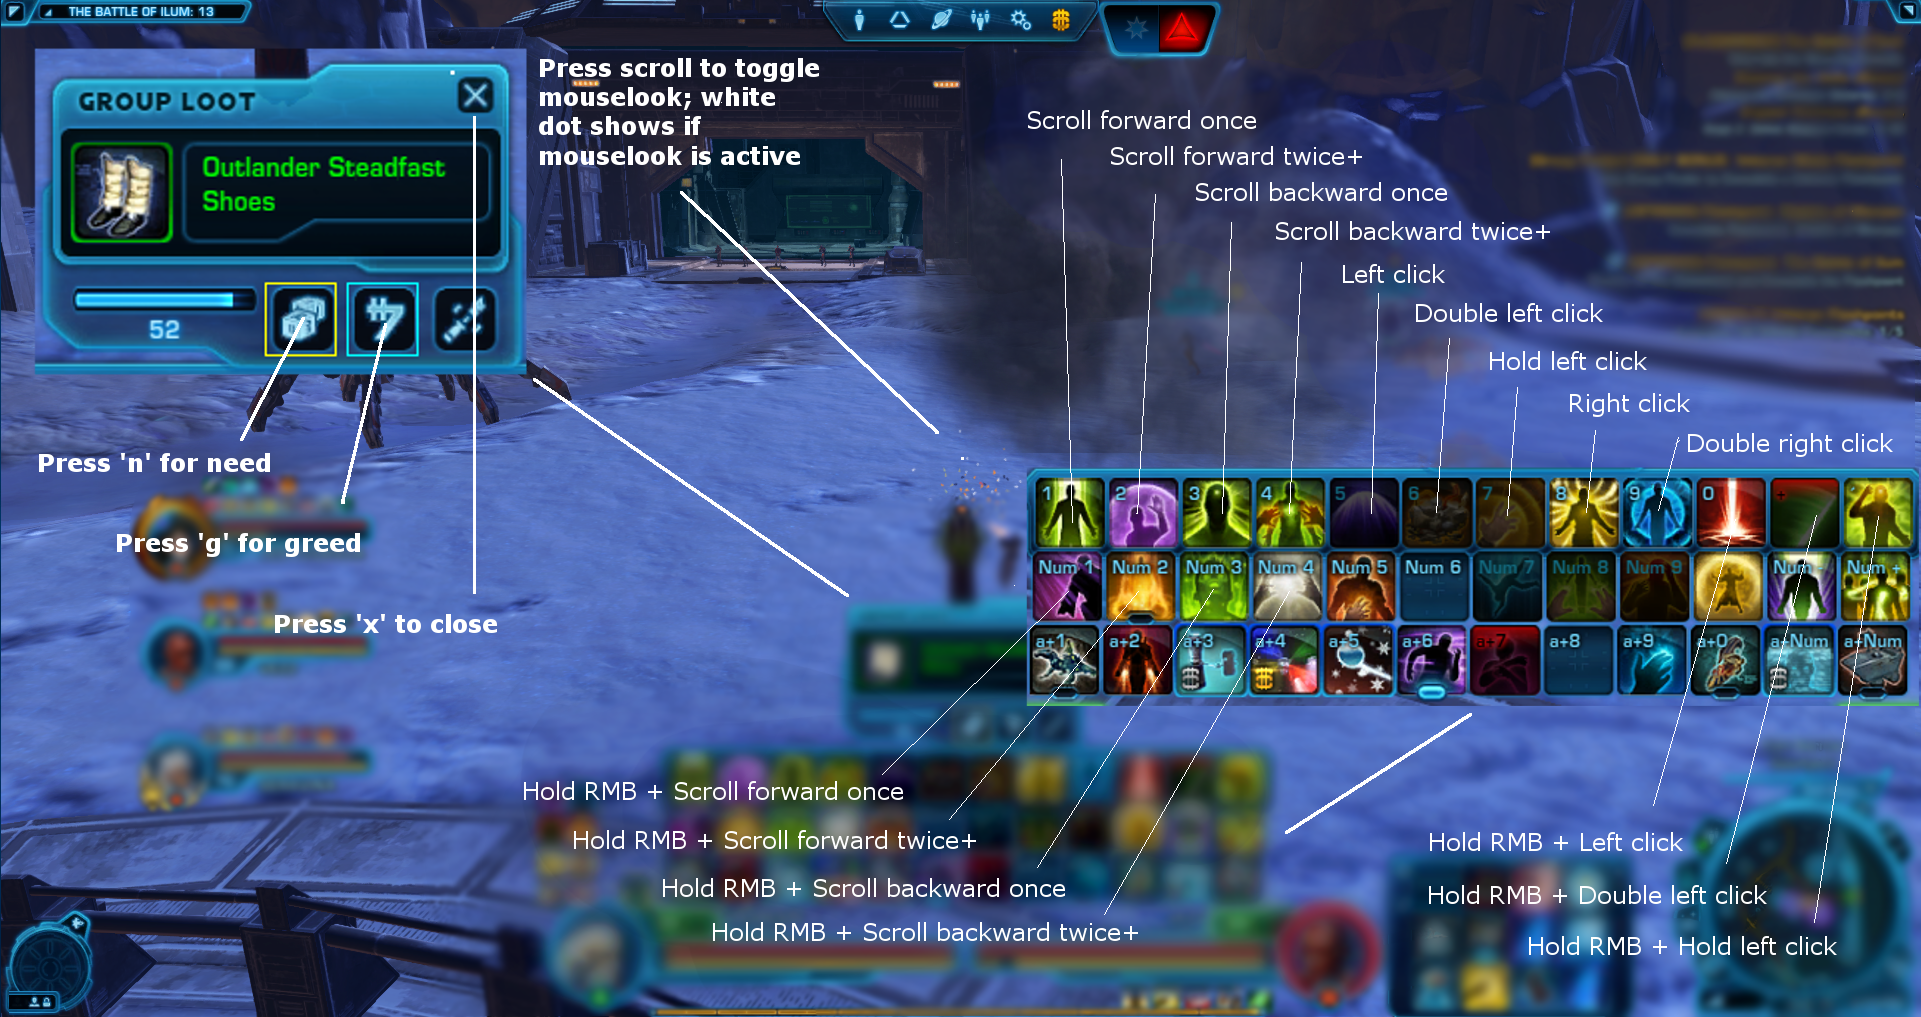 THE BATTLE OF ILUM: 13
GROUP LOOT
Outlander Steadfast
Shoes
52
Press scroll to toggle
mouselook; white
dot shows if
mouselook is active
Press 'n' for need
Press 'g' for greed
Press 'x' to close
Scroll forward once
Scroll forward twice+
Scroll backward once
Scroll backward twice+
Left click
Double left click
Hold left click
Right click
Double right click
1 2 3 4 5 6 7 8 9 0 +
Num 1 Num 2 Num 3 Num 4 Num 5 Num 6 Num 7 Num 8 Num 9 Num - Num +
a+1 a+2 a+3 a+4 a+5 a+6 a+7 a+8 a+9 a+0 a+Num a+Num
Hold RMB + Scroll forward once
Hold RMB + Scroll forward twice+
Hold RMB + Scroll backward once
Hold RMB + Scroll backward twice+
Hold RMB + Left click
Hold RMB + Double left click
Hold RMB + Hold left click